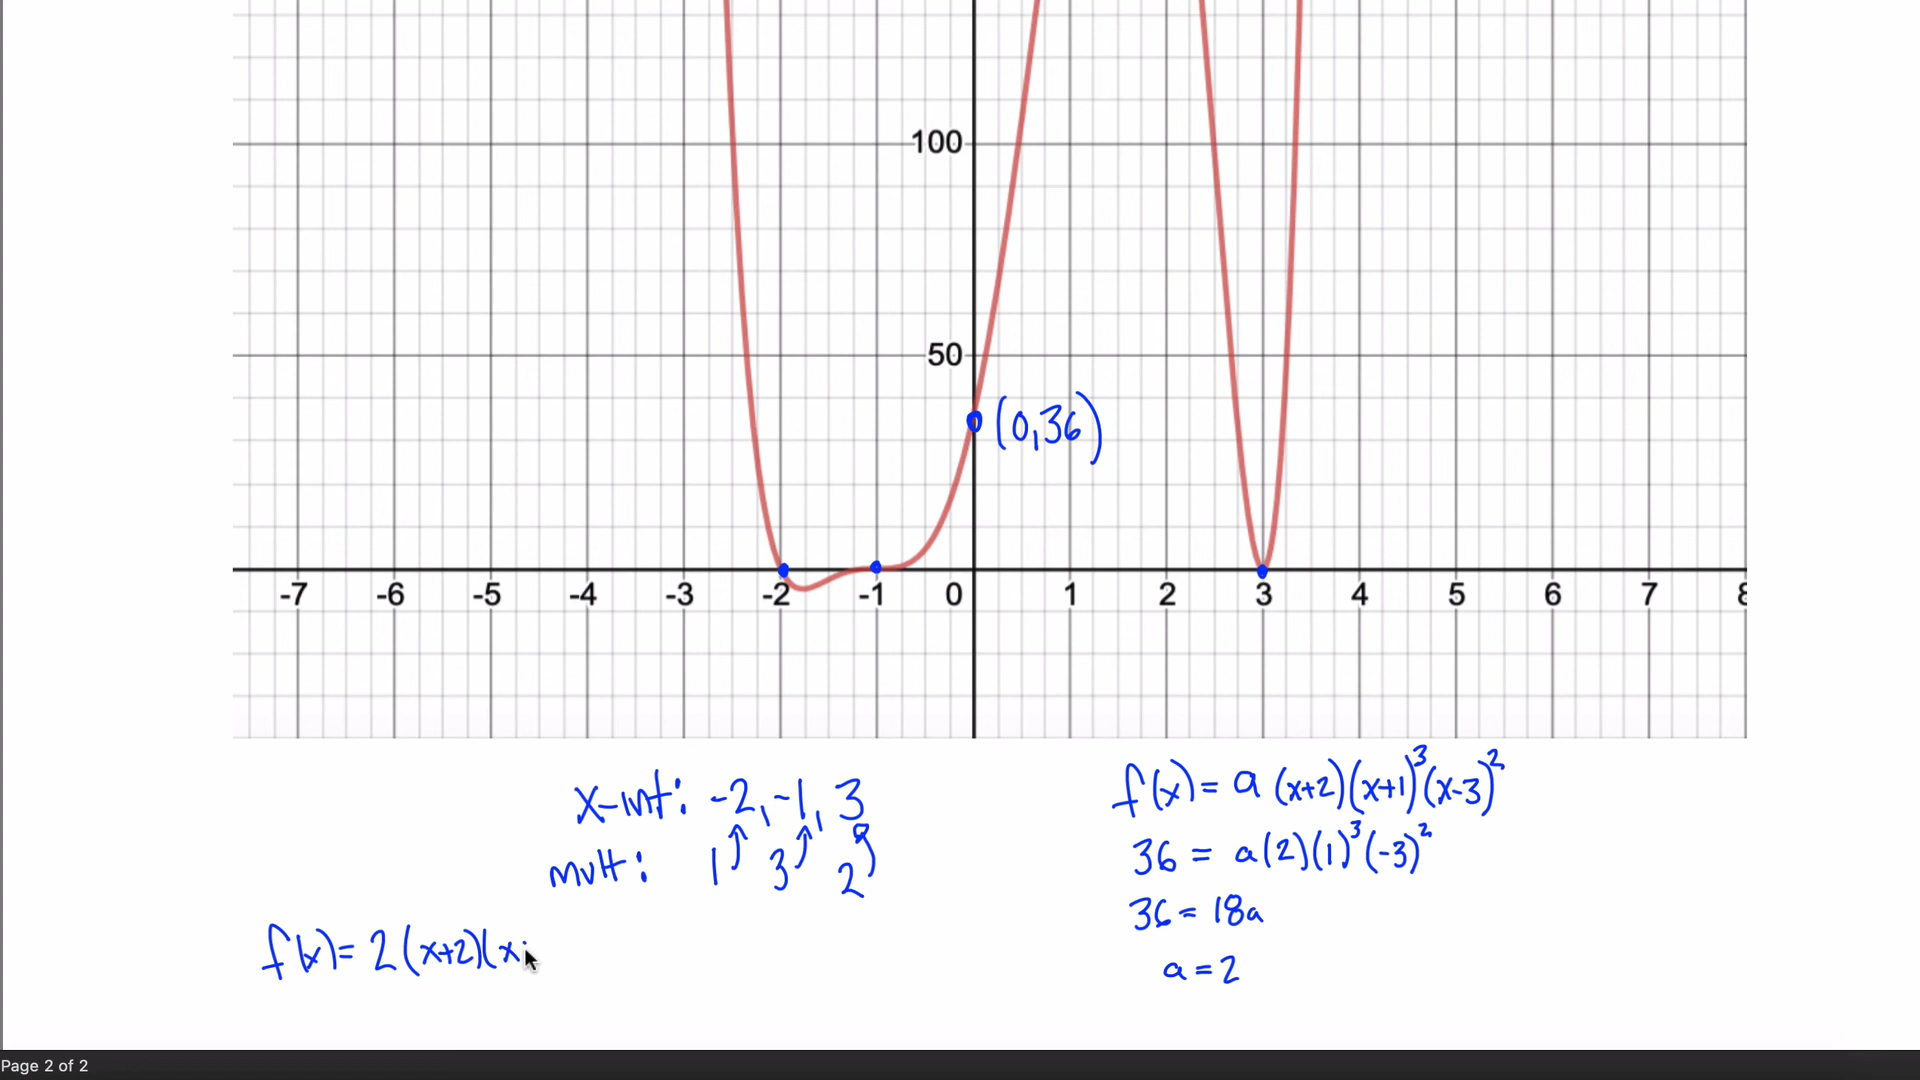 100
50
(0,36)
-7 -6 -5 -4 -3 -2 -1 0 1 2 3 4 5 6 7 8
x-int: -2, -1, 3
mult: 1 3 2
f(x) = a (x+2)(x+1)³(x-3)²
36 = a(2)(1)³(-3)²
36 = 18a
a = 2
f(x) = 2(x+2)(x
Page 2 of 2